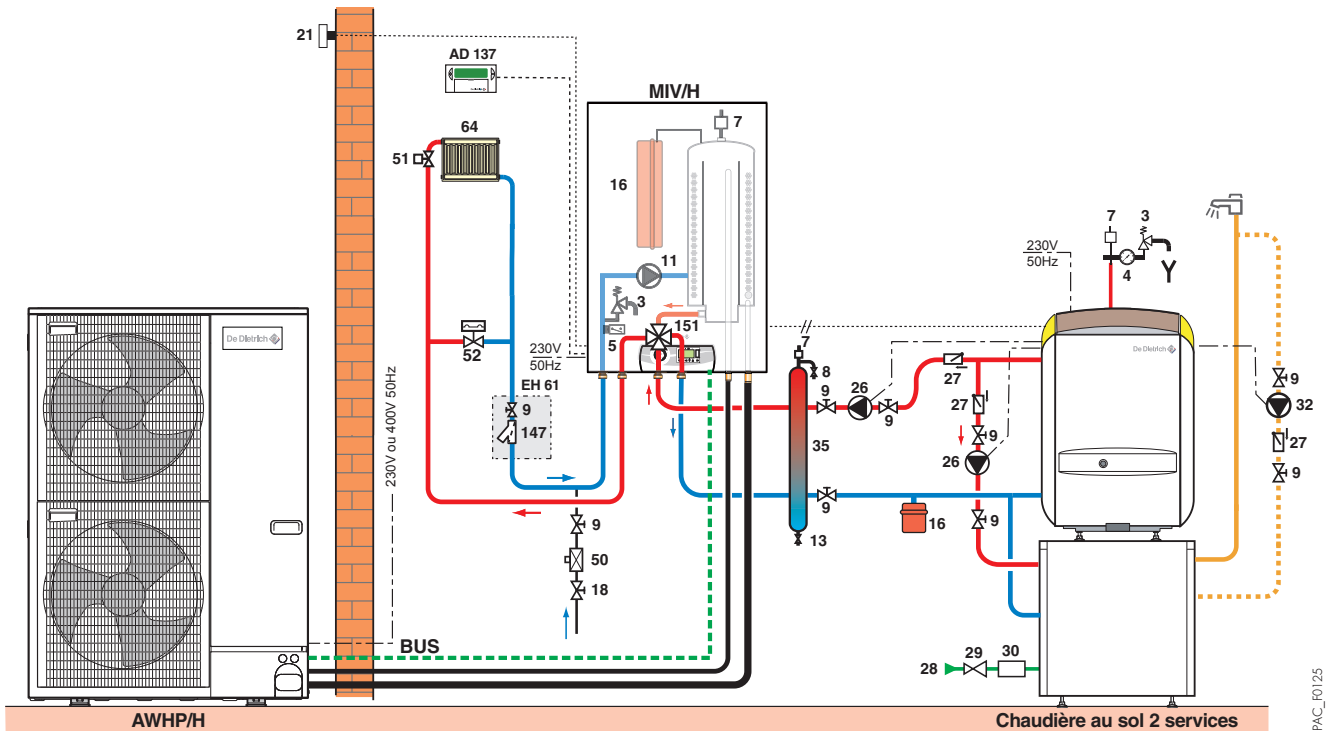 21
AD 137
MIV/H
7
64
51
16
11
3
5
151
230V
50Hz
52
EH 61
9
147
9
50
18
230V ou 400V 50Hz
De Dietrich
BUS
AWHP/H
7
8
9
26
9
35
9
13
16
27
27
9
26
9
230V
50Hz
7
3
4
De Dietrich
9
32
27
9
28
29
30
Chaudière au sol 2 services
PAC_F0125